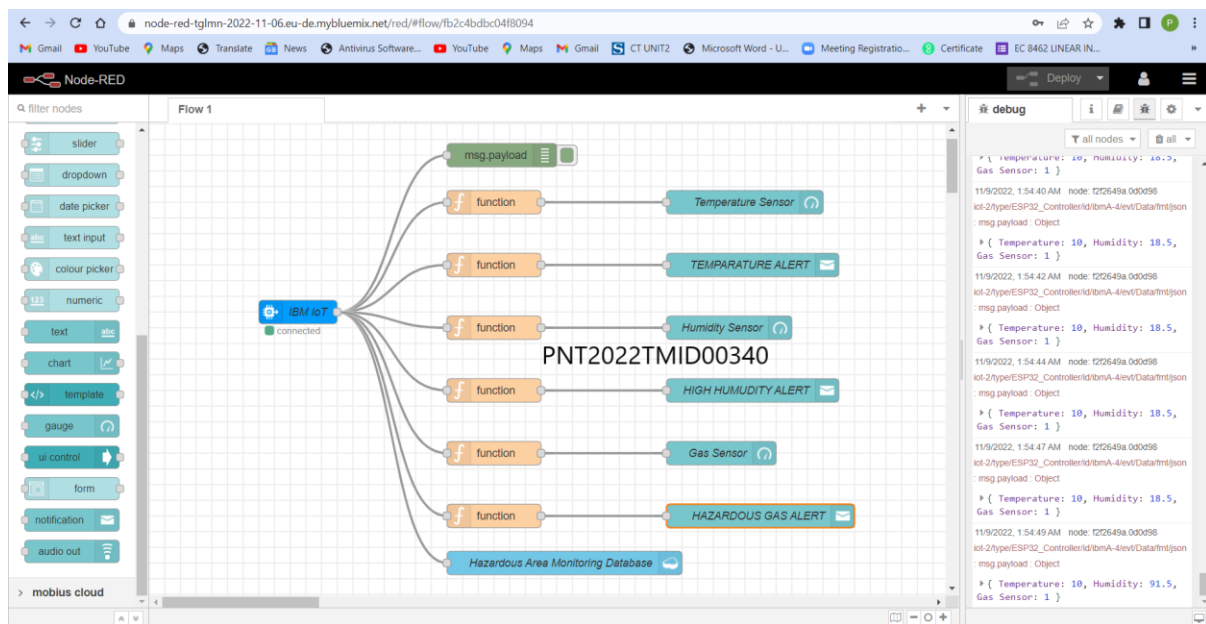 node-red-tglmn-2022-11-06.eu-de.mybluemix.net/red/#flow/fb2c4bdbc04f8094
P
Gmail YouTube Maps Translate News Antivirus Software... YouTube Maps Gmail CT UNIT2 Microsoft Word - U... Meeting Registratio... Certificate EC 8462 LINEAR IN... »
Node-RED Deploy
filter nodes
slider
dropdown
date picker
text input
abc
colour picker
numeric
123
text
abc
chart
template
</>
gauge
ui control
form
notification
audio out
mobius cloud
Flow 1
msg.payload
f function Temperature Sensor
f function TEMPARATURE ALERT
IBM IoT
connected
f function Humidity Sensor
PNT2022TMID00340
f function HIGH HUMUDITY ALERT
f function Gas Sensor
f function HAZARDOUS GAS ALERT
Hazardous Area Monitoring Database
debug
i
all nodes all
{ Temperature: 10, Humidity: 18.5,
Gas Sensor: 1 }
11/9/2022, 1:54:40 AM node: f2f2649a.0d0d98
iot-2/type/ESP32_Controller/id/ibmA-4/evt/Data/fmt/json
: msg.payload : Object
{ Temperature: 10, Humidity: 18.5,
Gas Sensor: 1 }
11/9/2022, 1:54:42 AM node: f2f2649a.0d0d98
iot-2/type/ESP32_Controller/id/ibmA-4/evt/Data/fmt/json
: msg.payload : Object
{ Temperature: 10, Humidity: 18.5,
Gas Sensor: 1 }
11/9/2022, 1:54:44 AM node: f2f2649a.0d0d98
iot-2/type/ESP32_Controller/id/ibmA-4/evt/Data/fmt/json
: msg.payload : Object
{ Temperature: 10, Humidity: 18.5,
Gas Sensor: 1 }
11/9/2022, 1:54:47 AM node: f2f2649a.0d0d98
iot-2/type/ESP32_Controller/id/ibmA-4/evt/Data/fmt/json
: msg.payload : Object
{ Temperature: 10, Humidity: 18.5,
Gas Sensor: 1 }
11/9/2022, 1:54:49 AM node: f2f2649a.0d0d98
iot-2/type/ESP32_Controller/id/ibmA-4/evt/Data/fmt/json
: msg.payload : Object
{ Temperature: 10, Humidity: 91.5,
Gas Sensor: 1 }